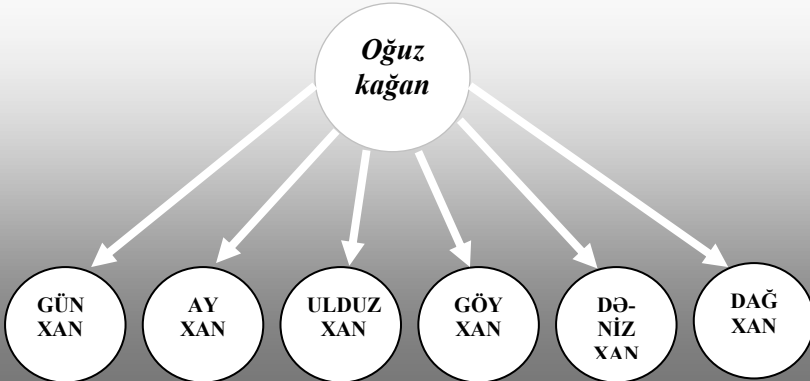 Oğuz
kağan
GÜN
XAN
AY
XAN
ULDUZ
XAN
GÖY
XAN
DƏ-
NİZ
XAN
DAĞ
XAN